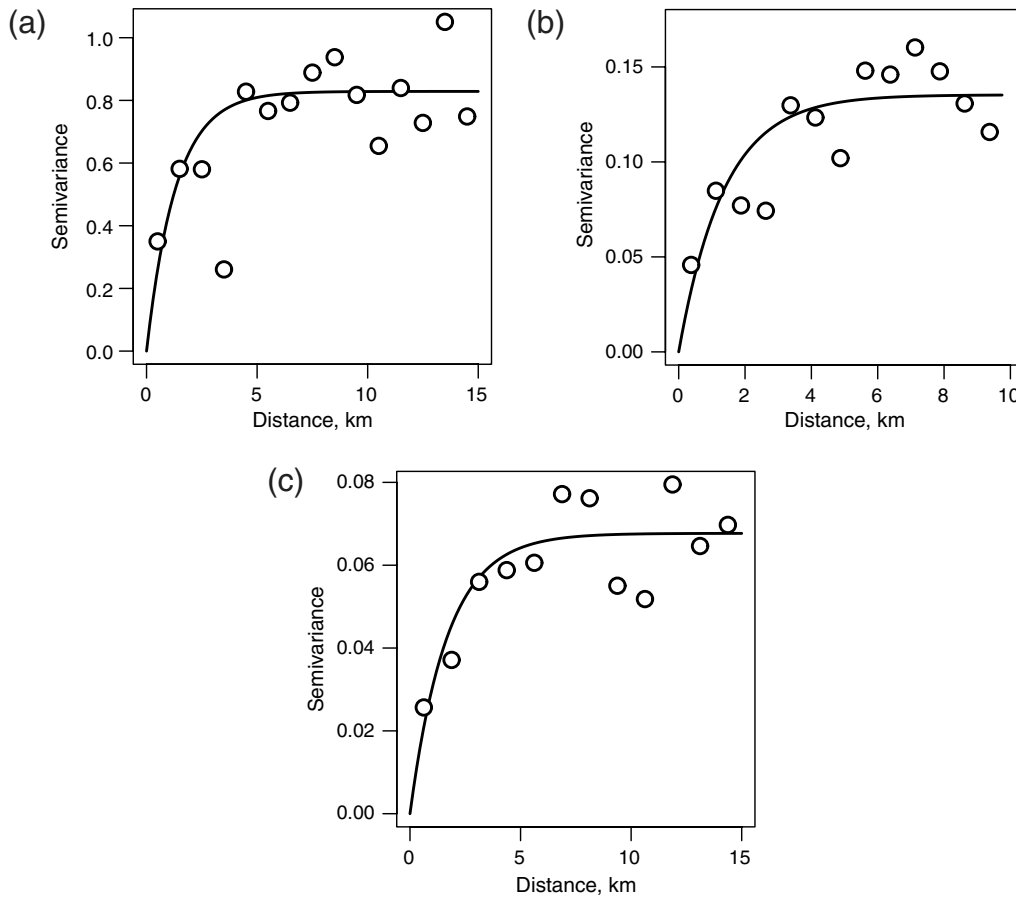 (a)
1.0
0.8
0.6
0.4
0.2
0.0
Semivariance
0 5 10 15
Distance, km
(b)
0.15
0.10
0.05
0.00
Semivariance
0 2 4 6 8 10
Distance, km
(c)
0.08
0.06
0.04
0.02
0.00
Semivariance
0 5 10 15
Distance, km